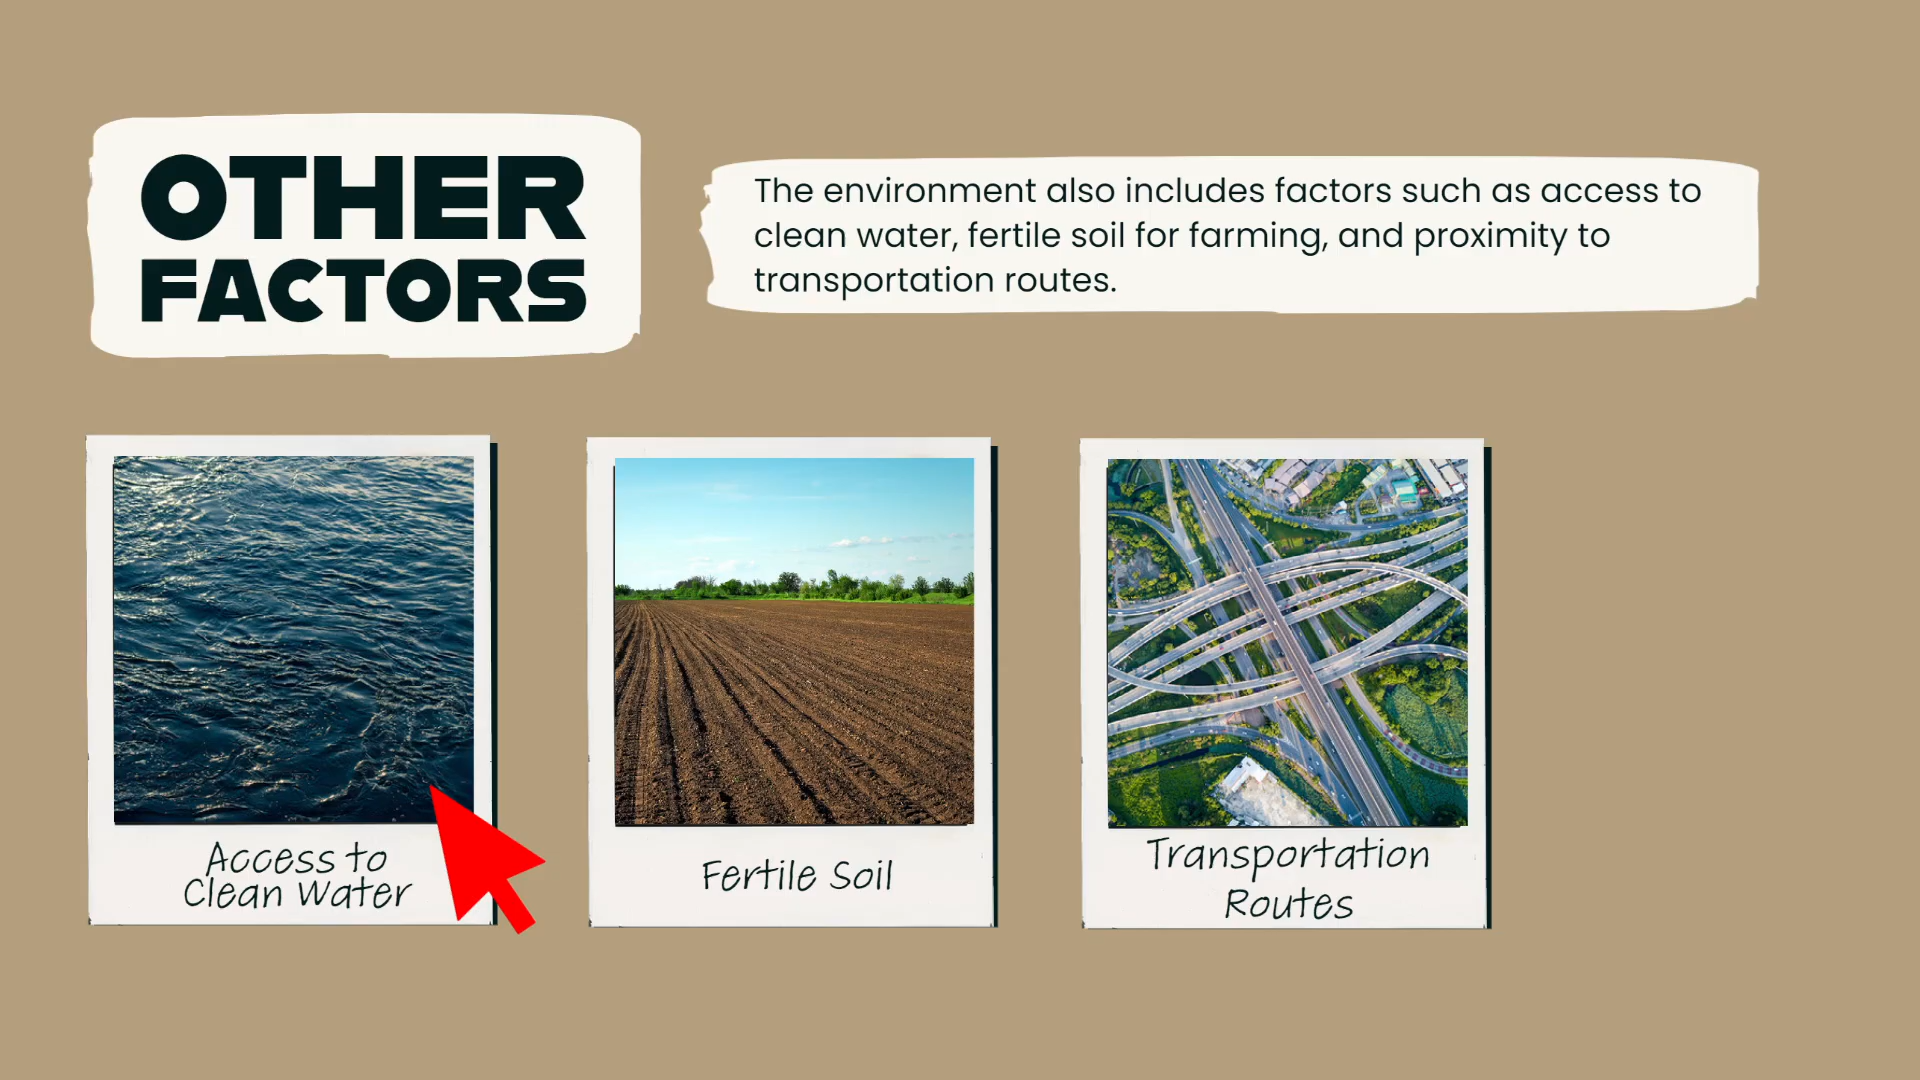 OTHER
FACTORS
The environment also includes factors such as access to
clean water, fertile soil for farming, and proximity to
transportation routes.
Access to
Clean Water
Fertile Soil
Transportation
Routes